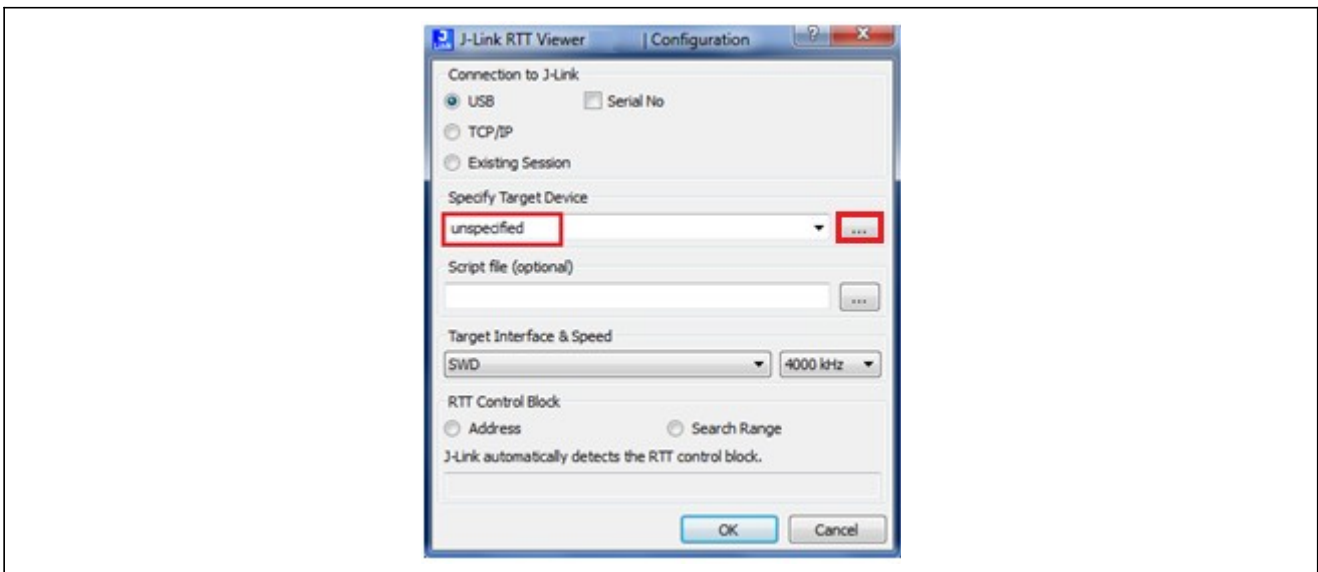 J-Link RTT Viewer | Configuration ?
Connection to J-Link
USB Serial No
TCP/IP
Existing Session
Specify Target Device
unspecified ...
Script file (optional)
...
Target Interface & Speed
SWD 4000 kHz
RTT Control Block
Address Search Range
J-Link automatically detects the RTT control block.
OK Cancel